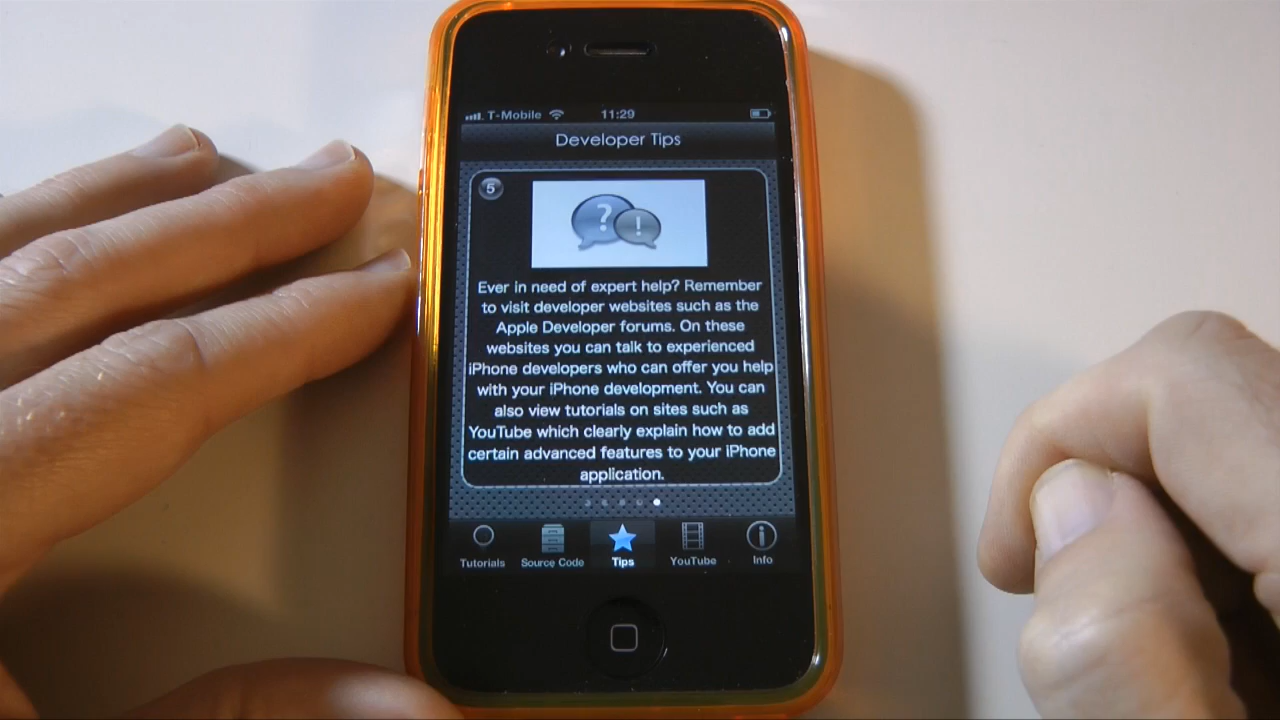 T-Mobile 11:29
Developer Tips
5
? !
Ever in need of expert help? Remember
to visit developer websites such as the
Apple Developer forums. On these
websites you can talk to experienced
iPhone developers who can offer you help
with your iPhone development. You can
also view tutorials on sites such as
YouTube which clearly explain how to add
certain advanced features to your iPhone
application.
Tutorials Source Code Tips YouTube Info